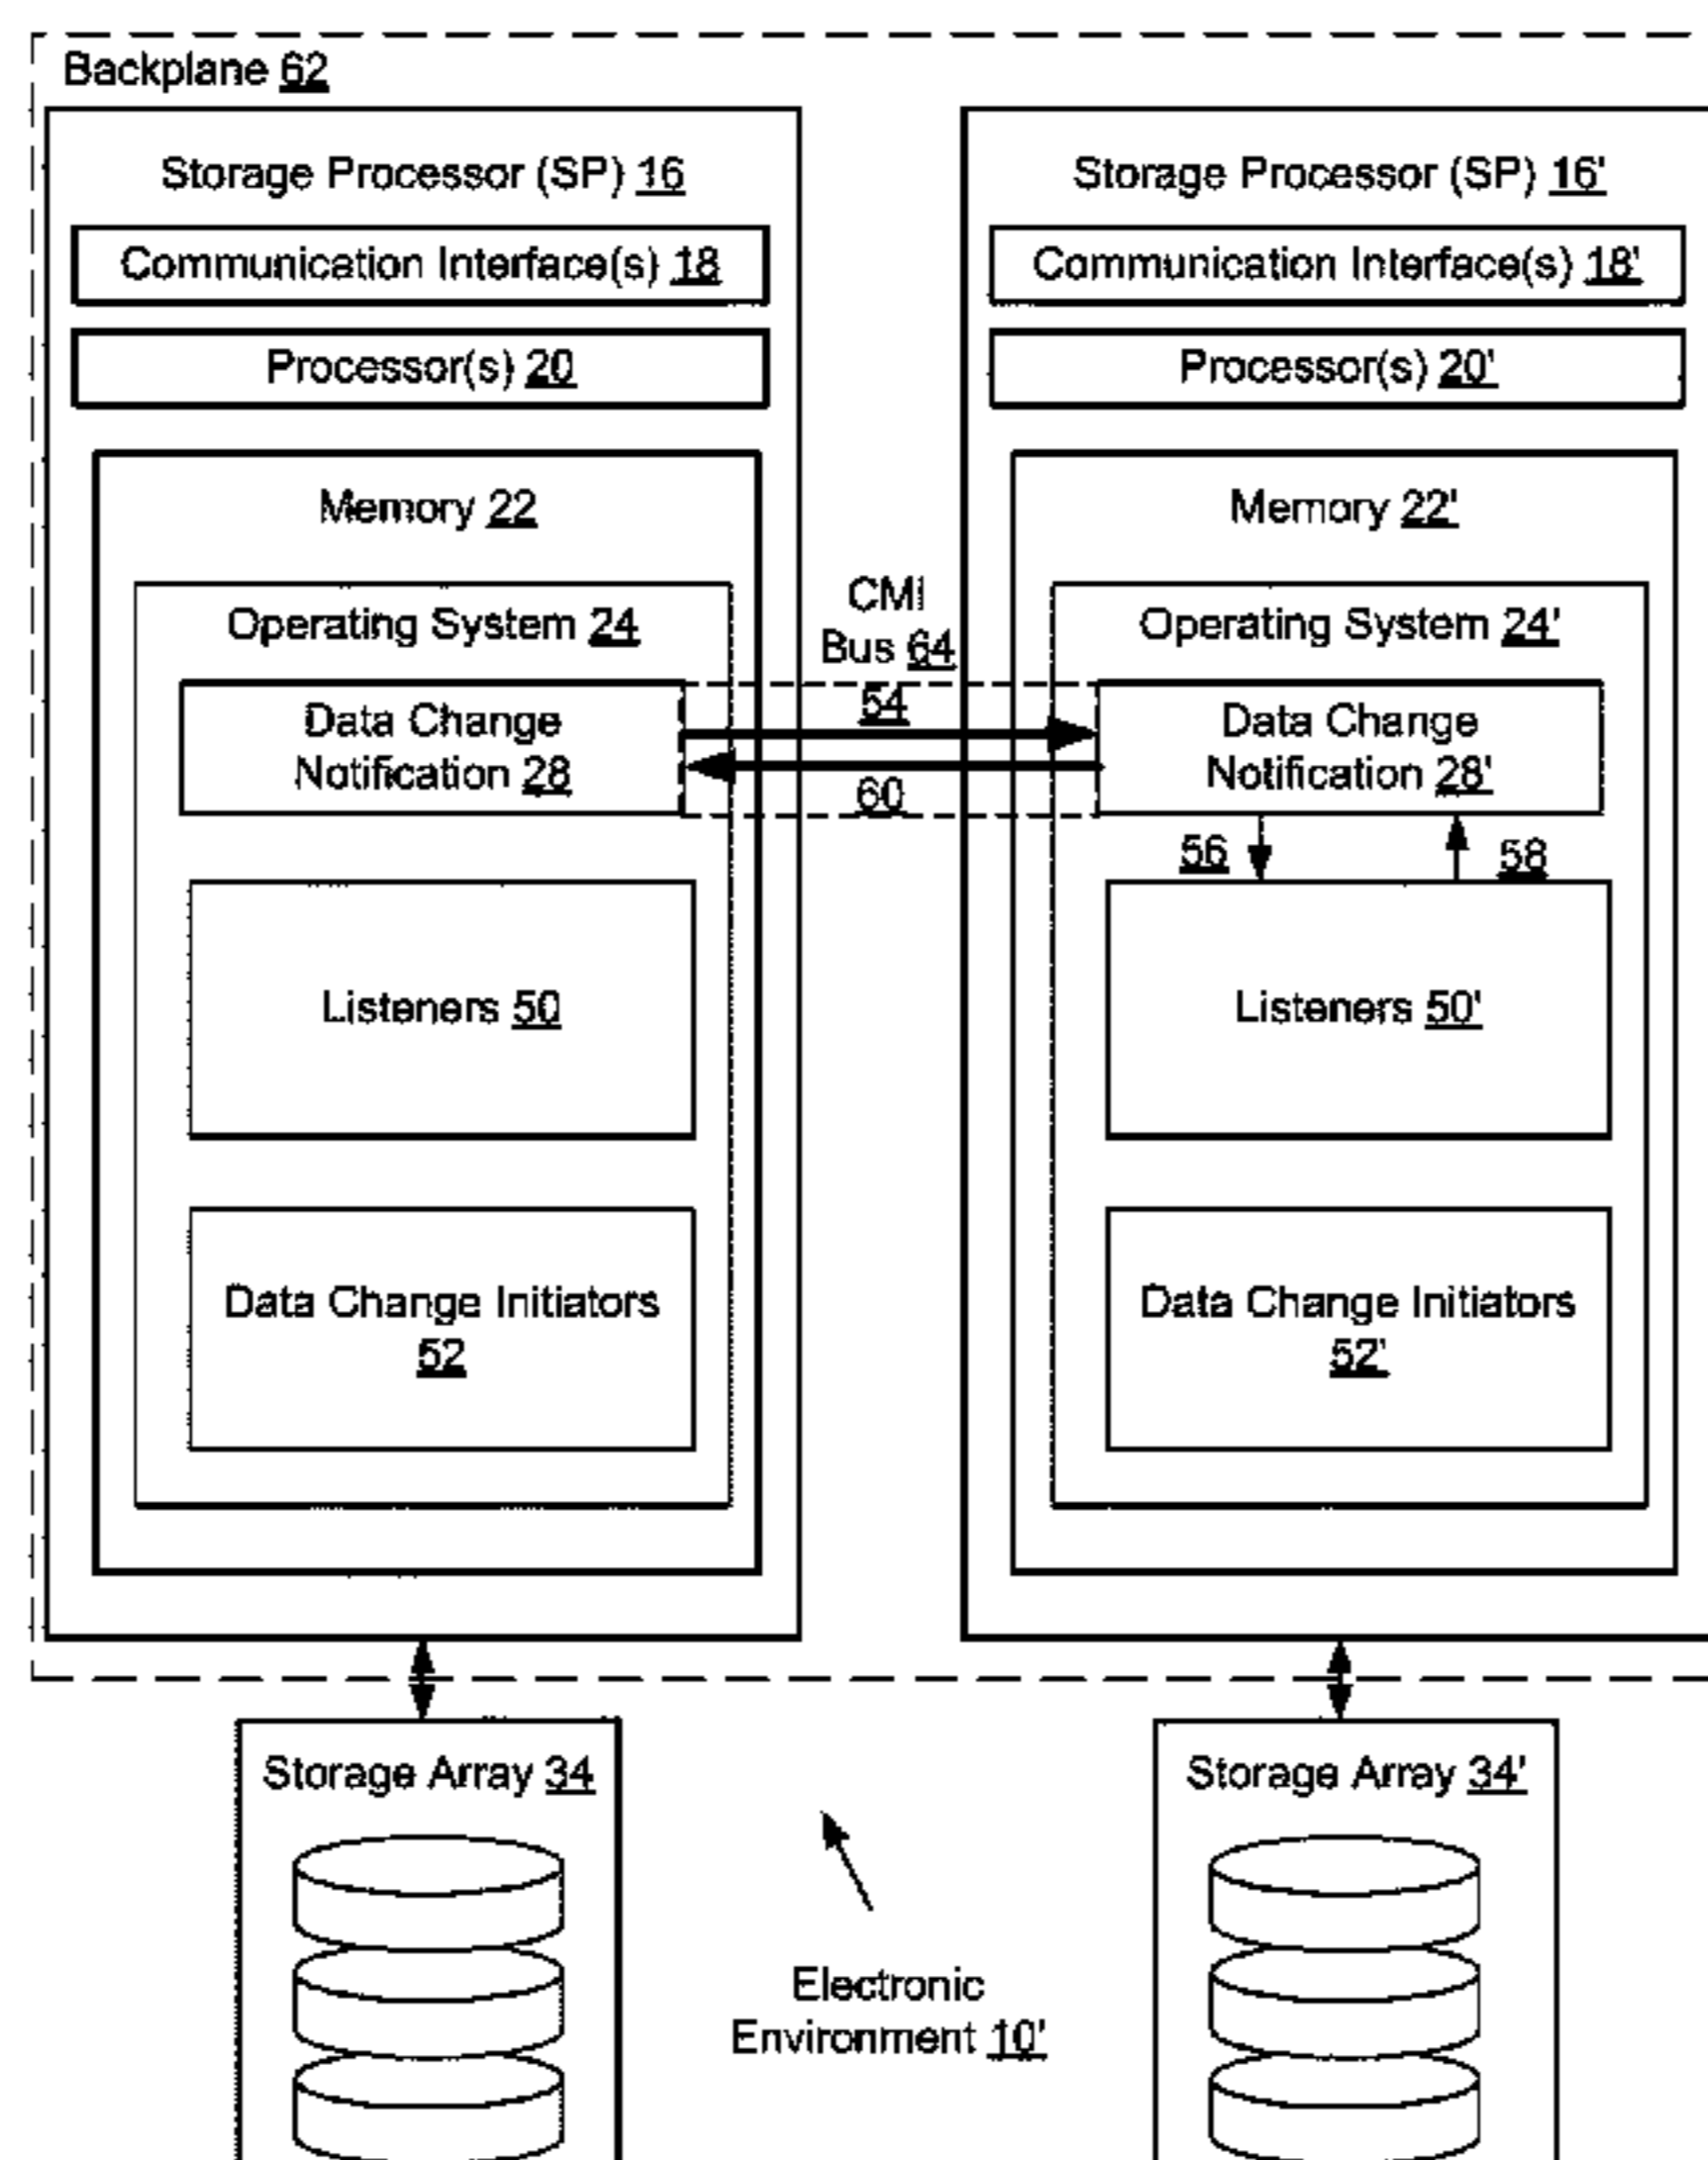 Backplane 62
Storage Processor (SP) 16
Communication Interface(s) 18
Processor(s) 20
Memory 22
Operating System 24
Data Change
Notification 28
Listeners 50
Data Change Initiators
52
CMI
Bus 64
54
60
Storage Processor (SP) 16'
Communication Interface(s) 18'
Processor(s) 20'
Memory 22'
Operating System 24'
Data Change
Notification 28'
56
58
Listeners 50'
Data Change Initiators
52'
Storage Array 34
Storage Array 34'
Electronic
Environment 10'